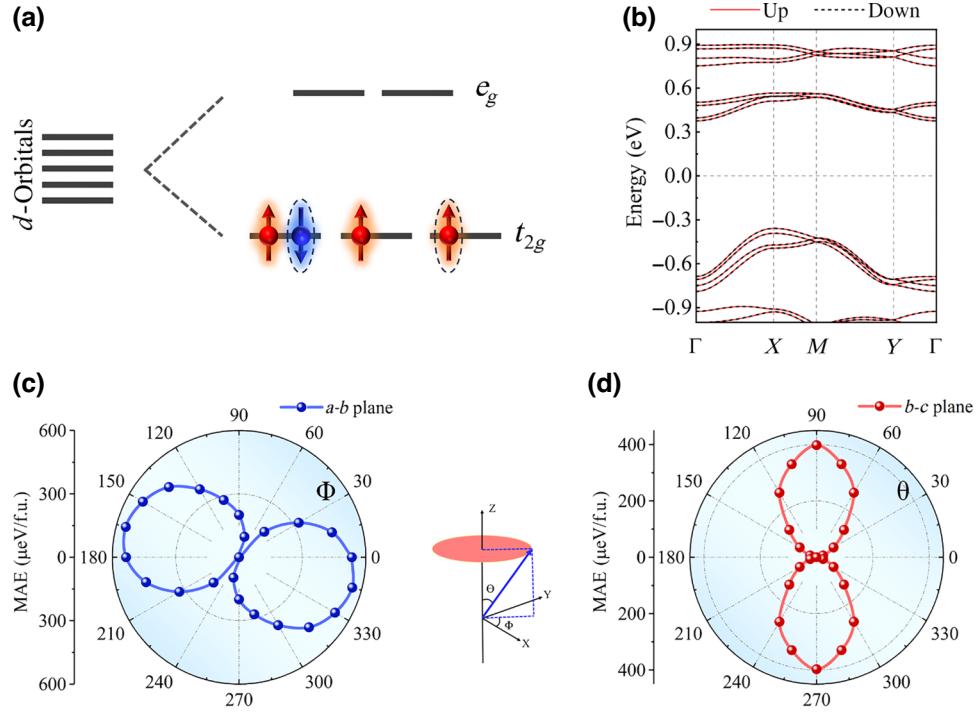 (a)
d-Orbitals
e_g
t_{2g}
(b)
Up Down
Energy (eV)
0.9
0.6
0.3
0.0
−0.3
−0.6
−0.9
Γ X M Y Γ
(c)
a-b plane
MAE (μeV/f.u.)
600
300
0
300
600
90
120 60
150 30
180 0
210 330
240 300
270
Φ
Z
θ
Y
Φ
X
(d)
b-c plane
MAE (μeV/f.u.)
400
200
0
200
400
90
120 60
150 30
180 0
210 330
240 300
270
θ